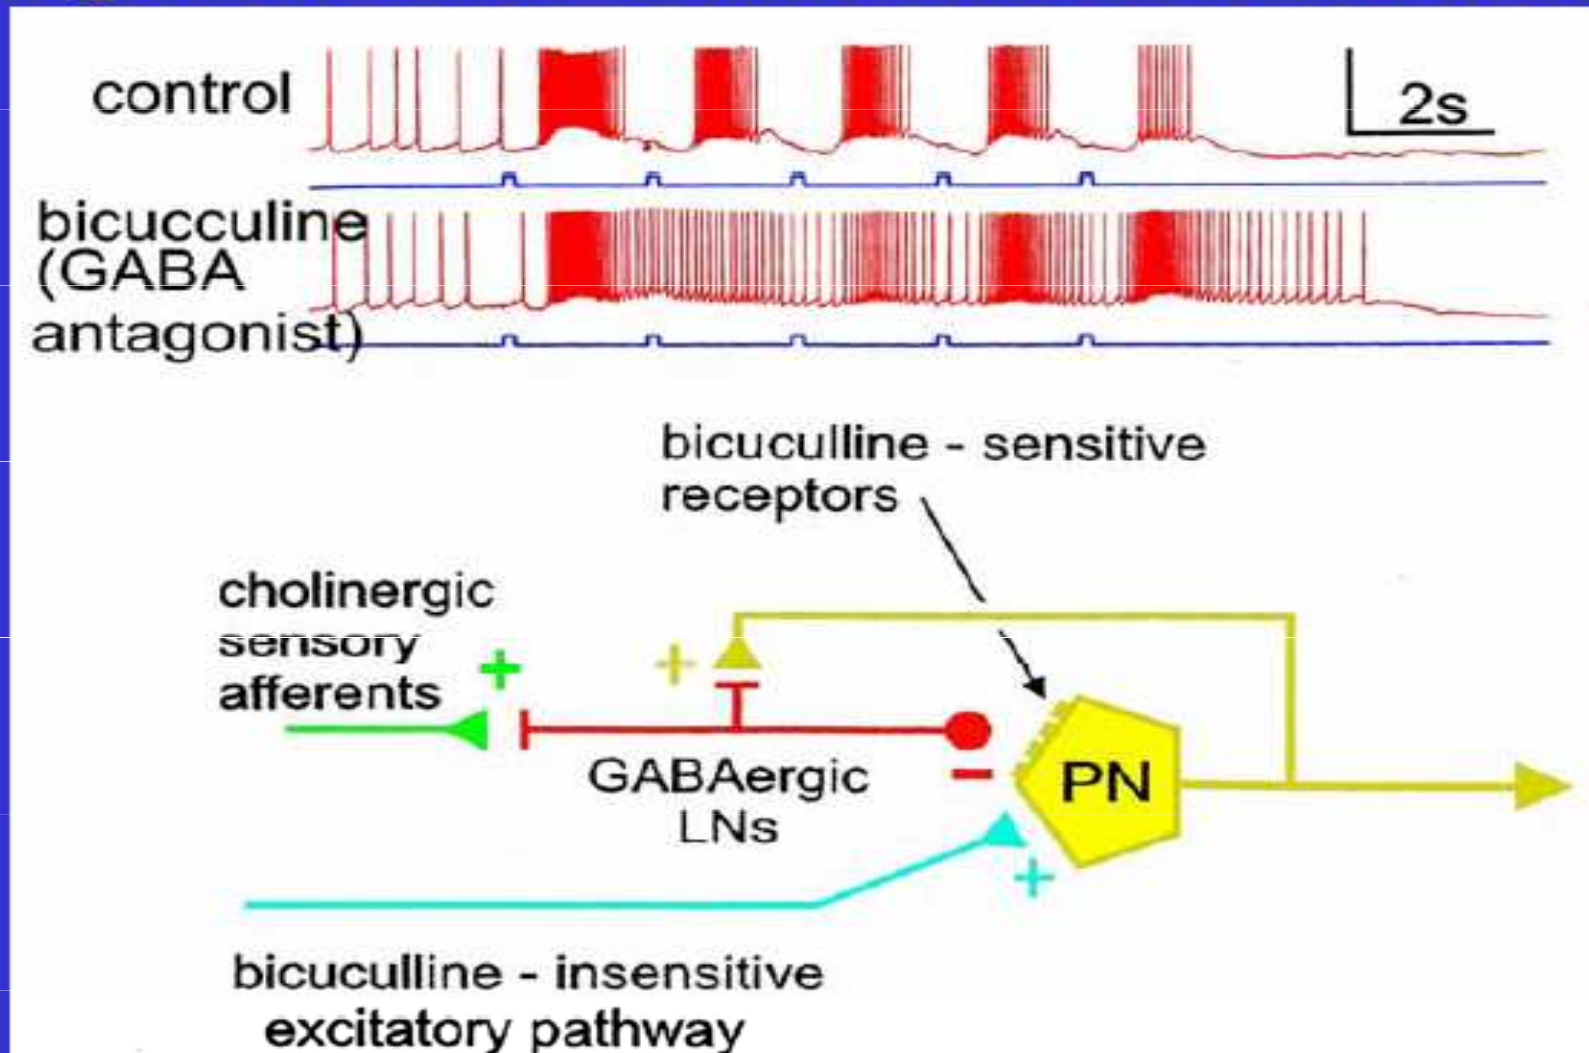 control
2s
bicucculine
(GABA
antagonist)
bicuculline - sensitive
receptors
cholinergic
sensory
afferents
+
+
GABAergic
LNs
-
PN
+
bicuculline - insensitive
excitatory pathway